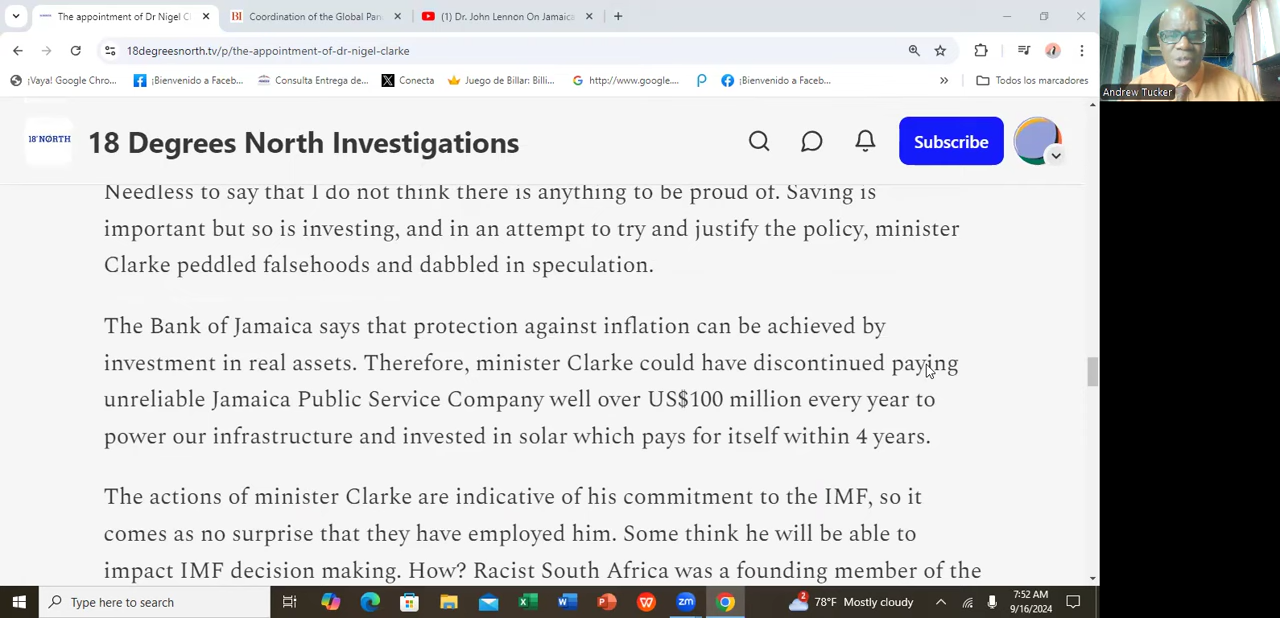 The appointment of Dr Nigel C
BI Coordination of the Global Pan
(1) Dr. John Lennon On Jamaica
18degreesnorth.tv/p/the-appointment-of-dr-nigel-clarke
¡Vaya! Google Chro...
¡Bienvenido a Faceb...
Consulta Entrega de...
Conecta
Juego de Billar: Billi...
http://www.google....
¡Bienvenido a Faceb...
»
Todos los marcadores
Andrew Tucker
18° NORTH
18 Degrees North Investigations
Subscribe
Needless to say that I do not think there is anything to be proud of. Saving is
important but so is investing, and in an attempt to try and justify the policy, minister
Clarke peddled falsehoods and dabbled in speculation.
The Bank of Jamaica says that protection against inflation can be achieved by
investment in real assets. Therefore, minister Clarke could have discontinued paying
unreliable Jamaica Public Service Company well over US$100 million every year to
power our infrastructure and invested in solar which pays for itself within 4 years.
The actions of minister Clarke are indicative of his commitment to the IMF, so it
comes as no surprise that they have employed him. Some think he will be able to
impact IMF decision making. How? Racist South Africa was a founding member of the
Type here to search
zm
2
78°F Mostly cloudy
7:52 AM
9/16/2024